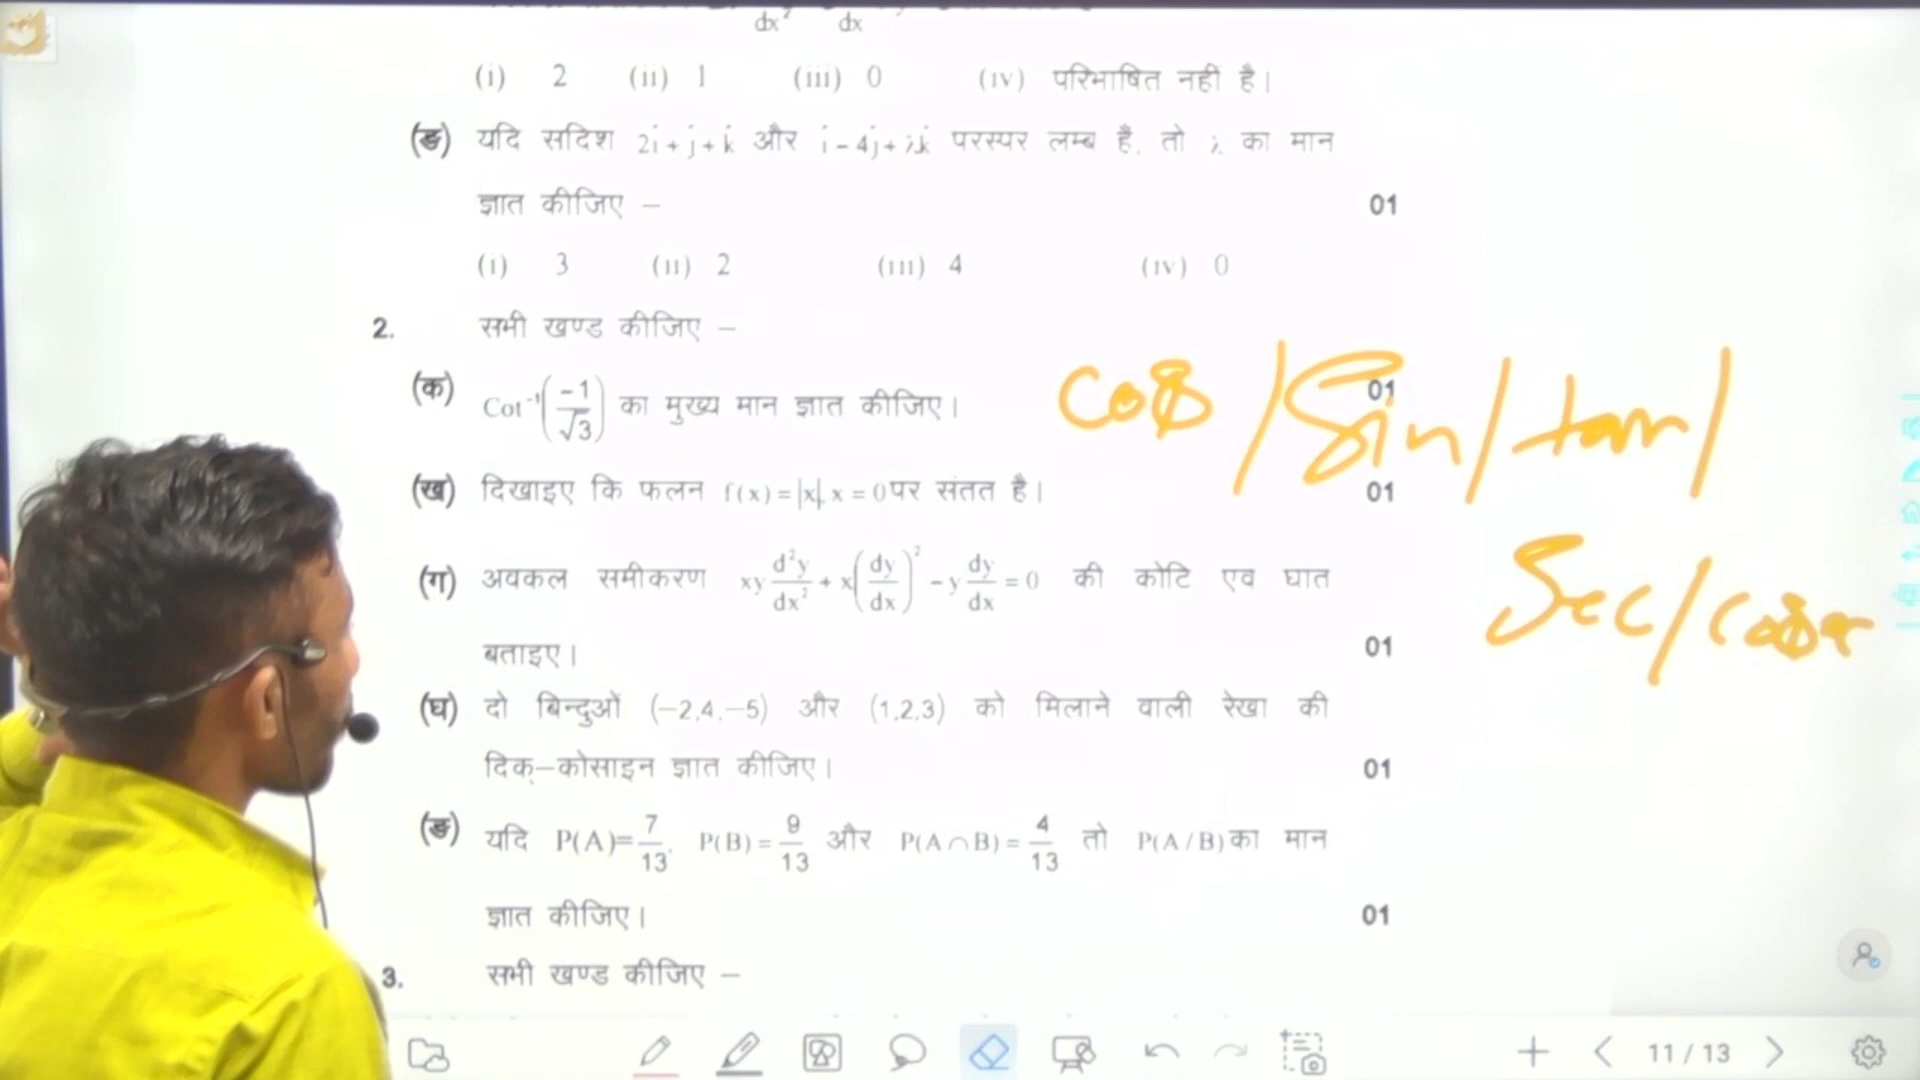 dx² dx
(i) 2 (ii) 1 (iii) 0 (iv) परिभाषित नहीं है।
(ङ) यदि सदिश 2i + j + k और i - 4j + λk परस्पर लम्ब हैं, तो λ का मान
ज्ञात कीजिए – 01
(i) 3 (ii) 2 (iii) 4 (iv) 0
2. सभी खण्ड कीजिए –
(क) Cot⁻¹(-1/√3) का मुख्य मान ज्ञात कीजिए। 01
(ख) दिखाइए कि फलन f(x) = |x|, x = 0 पर संतत है। 01
(ग) अवकल समीकरण xy d²y/dx² + x(dy/dx)² - y dy/dx = 0 की कोटि एवं घात
बताइए। 01
(घ) दो बिन्दुओं (–2,4,–5) और (1,2,3) को मिलाने वाली रेखा की
दिक्–कोसाइन ज्ञात कीजिए। 01
(ङ) यदि P(A)=7/13, P(B)=9/13 और P(A∩B)=4/13 तो P(A/B) का मान
ज्ञात कीजिए। 01
3. सभी खण्ड कीजिए –
/ Sin / tan /
Sec /
11 / 13